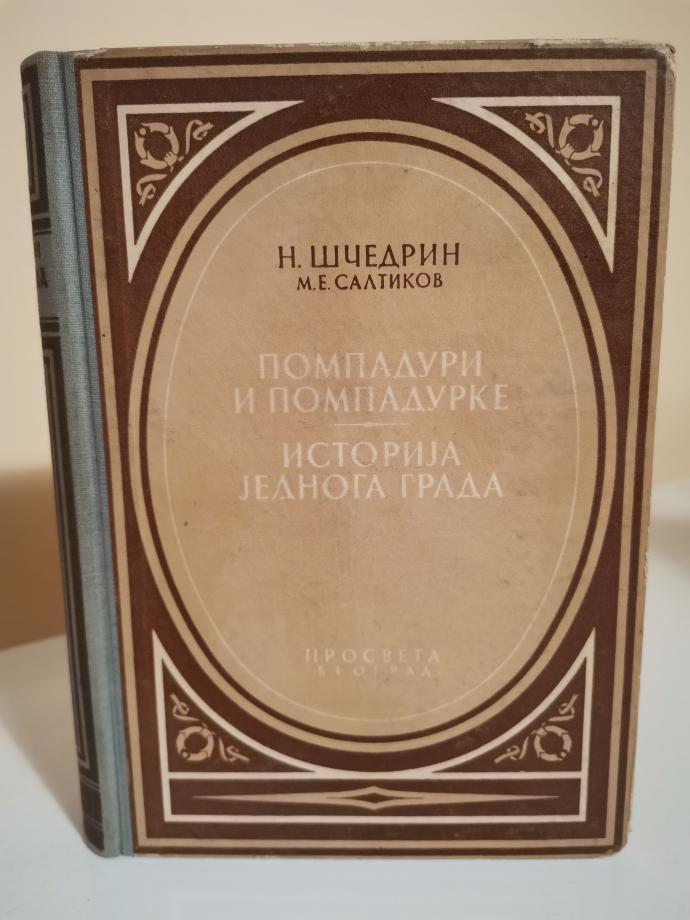 Н. ШЧЕДРИН
М. Е. САЛТИКОВ
ПОМПАДУРИ
И ПОМПАДУРКЕ
ИСТОРИЈА
ЈЕДНОГА ГРАДА
ПРОСВЕТА
БЕОГРАД